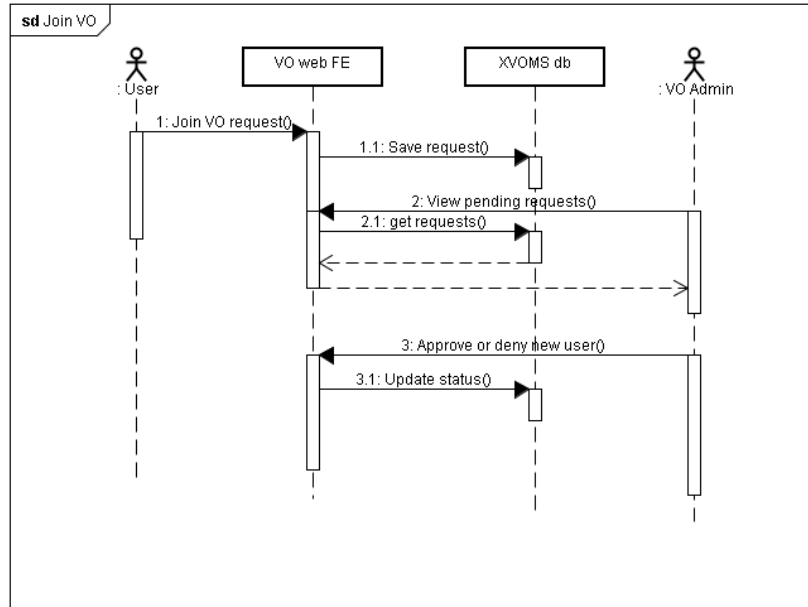 sd Join VO
VO web FE
XVOMS db
: User
: VO Admin
1: Join VO request()
1.1: Save request()
2: View pending requests()
2.1: get requests()
3: Approve or deny new user()
3.1: Update status()